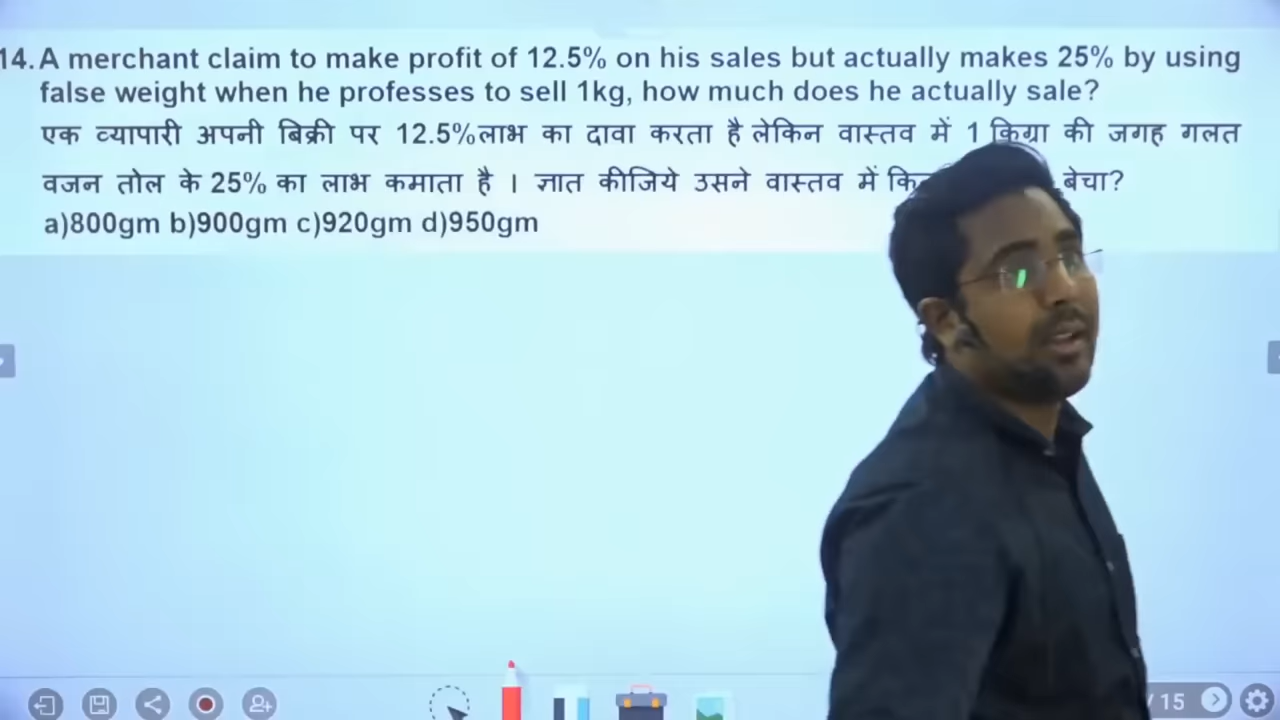 14. A merchant claim to make profit of 12.5% on his sales but actually makes 25% by using
false weight when he professes to sell 1kg, how much does he actually sale?
एक व्यापारी अपनी बिक्री पर 12.5%लाभ का दावा करता है लेकिन वास्तव में 1 किग्रा की जगह गलत
वजन तोल के 25% का लाभ कमाता है । ज्ञात कीजिये उसने वास्तव में बेचा?
a)800gm b)900gm c)920gm d)950gm
/ 15